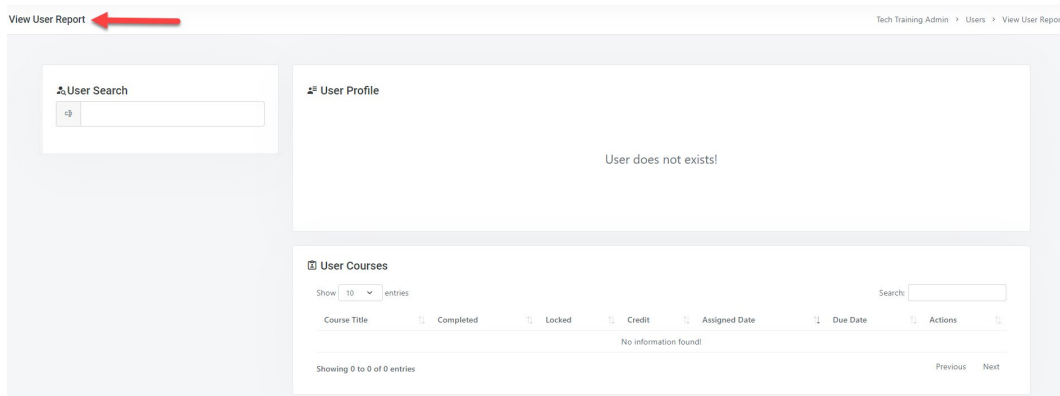 View User Report
Tech Training Admin > Users > View User Repor
User Search
User Profile
User does not exists!
User Courses
Show 10 entries
Search:
Course Title Completed Locked Credit Assigned Date Due Date Actions
No information found!
Showing 0 to 0 of 0 entries
Previous Next